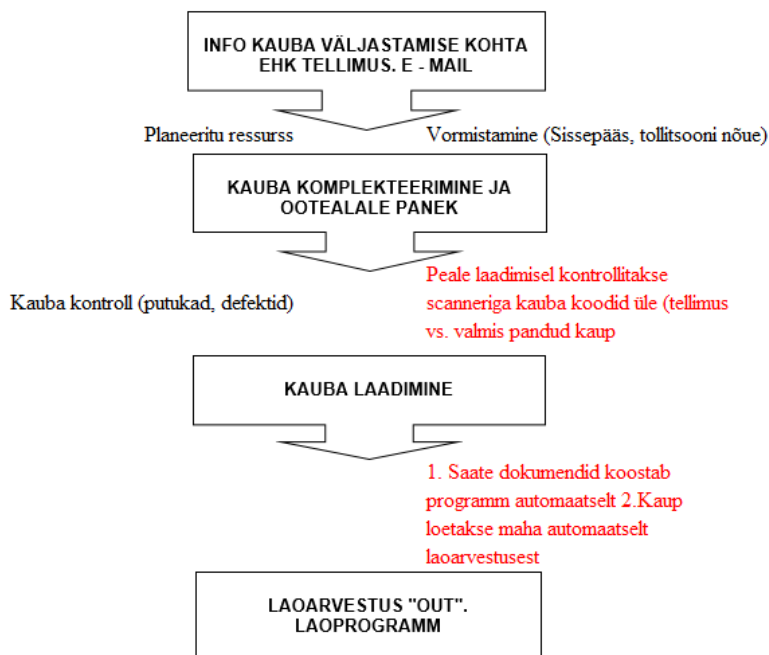 INFO KAUBA VÄLJASTAMISE KOHTA
EHK TELLIMUS. E - MAIL
Planeeritu ressurss
Vormistamine (Sissepääs, tollitsooni nõue)
KAUBA KOMPLEKTEERIMINE JA
OOTEALALE PANEK
Kauba kontroll (putukad, defektid)
Peale laadimisel kontrollitakse
scanneriga kauba koodid üle (tellimus
vs. valmis pandud kaup
KAUBA LAADIMINE
1. Saate dokumendid koostab
programm automaatselt 2.Kaup
loetakse maha automaatselt
laoarvestusest
LAOARVESTUS "OUT".
LAOPROGRAMM